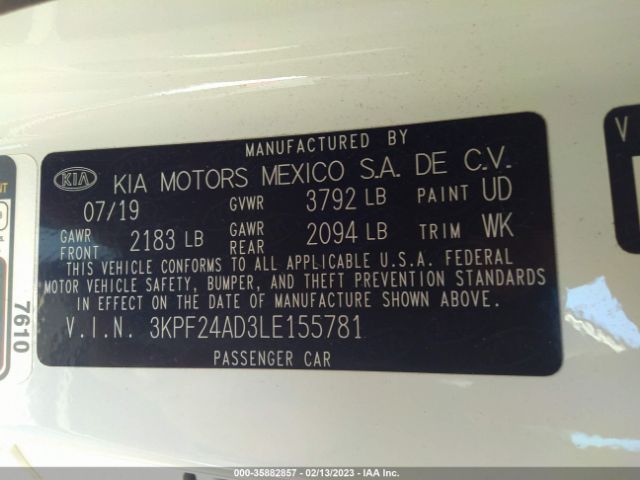 MANUFACTURED BY
KIA KIA MOTORS MEXICO S.A. DE C.V.
07/19 GVWR 3792 LB PAINT UD
GAWR FRONT 2183 LB GAWR REAR 2094 LB TRIM WK
THIS VEHICLE CONFORMS TO ALL APPLICABLE U.S.A. FEDERAL
MOTOR VEHICLE SAFETY, BUMPER, AND THEFT PREVENTION STANDARDS
IN EFFECT ON THE DATE OF MANUFACTURE SHOWN ABOVE.
V.I.N. 3KPF24AD3LE155781
PASSENGER CAR
7610
V
000-35882857 - 02/13/2023 - IAA Inc.